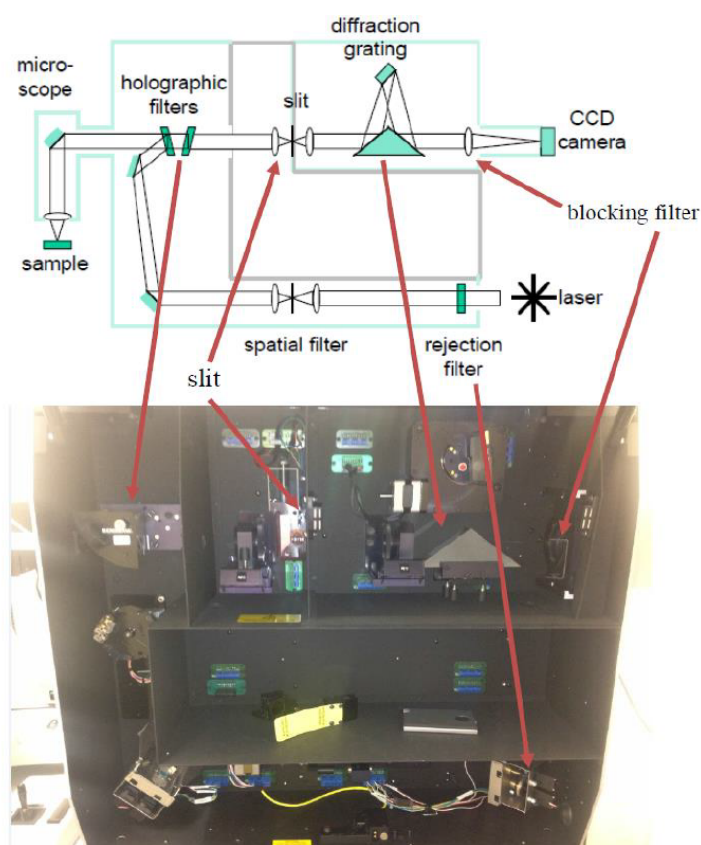 diffraction
grating
micro-
scope
holographic
filters
slit
CCD
camera
blocking filter
sample
laser
spatial filter
rejection
filter
slit